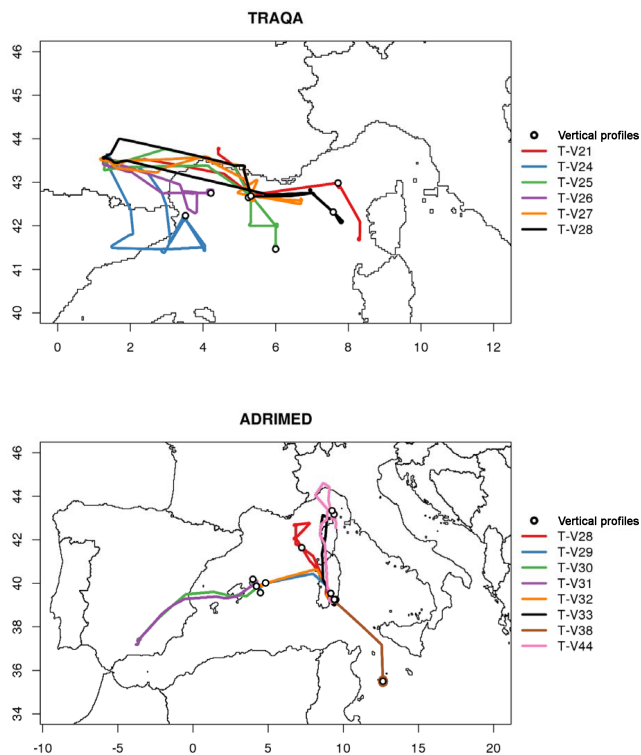 TRAQA
46
45
44
43
42
41
40
0 2 4 6 8 10 12
Vertical profiles
T-V21
T-V24
T-V25
T-V26
T-V27
T-V28
ADRIMED
46
44
42
40
38
36
34
-10 -5 0 5 10 15 20
Vertical profiles
T-V28
T-V29
T-V30
T-V31
T-V32
T-V33
T-V38
T-V44